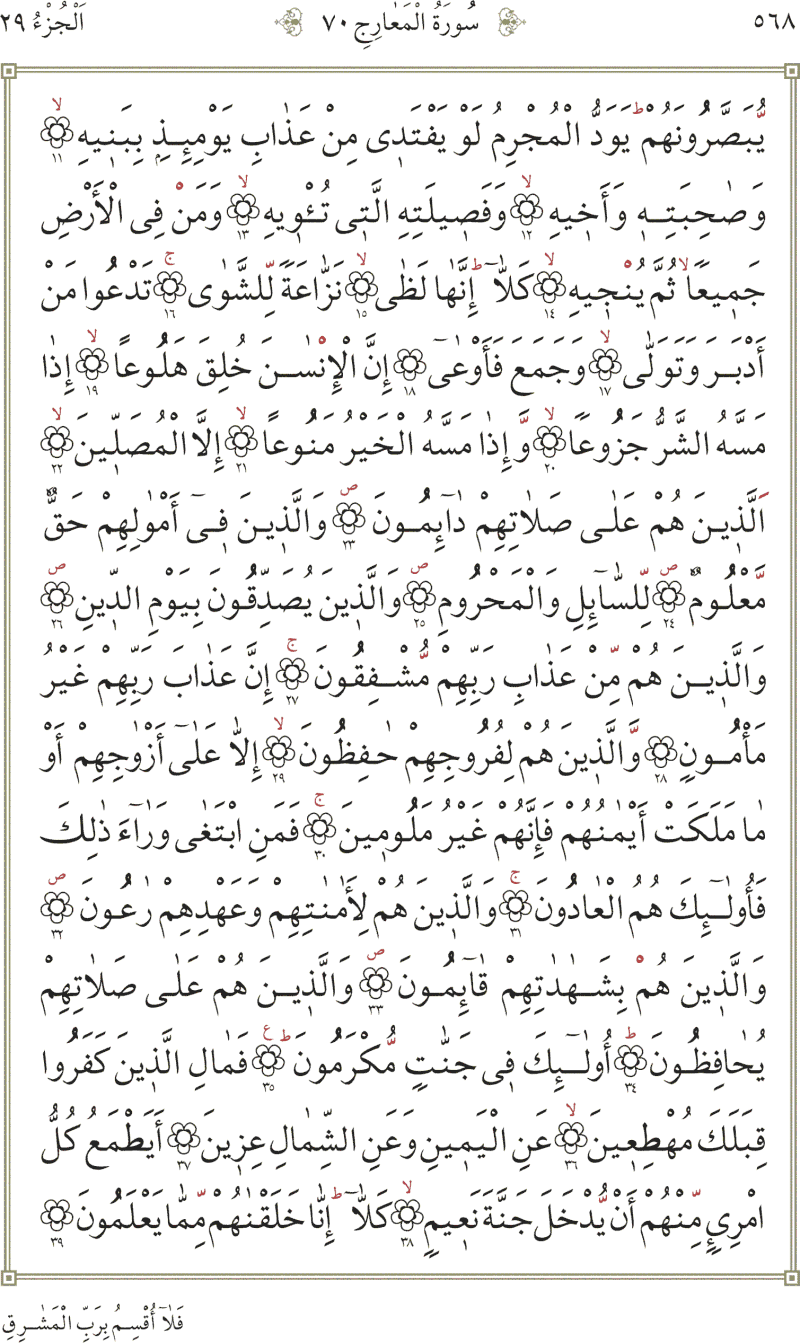 ٥٦٨ سُورَةُ الْمَعَارِجِ ٧٠ اَلْجُزْءُ ٢٩
يُّبَصَّرُونَهُمْ ۭ يَوَدُّ الْمُجْرِمُ لَوْ يَفْتَدِى مِنْ عَذٰابِ يَوْمِئِذٍ بِبَنِيهِ ۙ ١١
وَ صٰحِبَتِهِ وَ أَخِيهِ ۙ ١٢ وَفَصِيلَتِهِ الَّتِى تُـْٔوِيهِ ۙ ١٣ وَمَنْ فِى الْأَرْضِ
جَمِيعًا ۙ ثُمَّ يُنْجِيهِ ۙ ١٤ كَلّٰآ ۭ إِنَّهٰا لَظٰى ۙ ١٥ نَزّٰاعَةً لِّلشَّوٰى ۚ ١٦ تَدْعُوا مَنْ
أَدْبَرَ وَتَوَلّٰى ۙ ١٧ وَجَمَعَ فَأَوْعٰىٓ ١٨ إِنَّ الْإِنْسٰنَ خُلِقَ هَلُوعًا ۙ ١٩ إِذٰا
مَسَّهُ الشَّرُّ جَزُوعًا ۙ ٢٠ وَّ إِذٰا مَسَّهُ الْخَيْرُ مَنُوعًا ۙ ٢١ إِلَّا الْمُصَلِّينَ ۙ ٢٢
الَّذِينَ هُمْ عَلٰى صَلٰاتِهِمْ دٰآئِمُونَ ص ٢٣ وَالَّذِينَ فِىٓ أَمْوٰلِهِمْ حَقٌّ
مَّعْلُومٌ ص ٢٤ لِّلسّٰآئِلِ وَالْمَحْرُومِ ص ٢٥ وَالَّذِينَ يُصَدِّقُونَ بِيَوْمِ الدِّينِ ص ٢٦
وَالَّذِينَ هُمْ مِّنْ عَذٰابِ رَبِّهِمْ مُّشْفِقُونَ ۚ ٢٧ إِنَّ عَذٰابَ رَبِّهِمْ غَيْرُ
مَأْمُونٍ ٢٨ وَّالَّذِينَ هُمْ لِفُرُوجِهِمْ حٰفِظُونَ ۙ ٢٩ إِلّٰا عَلٰىٓ أَزْوٰجِهِمْ أَوْ
مٰا مَلَكَتْ أَيْمٰنُهُمْ فَإِنَّهُمْ غَيْرُ مَلُومِينَ ۚ ٣٠ فَمَنِ ابْتَغٰى وَرٰآءَ ذٰلِكَ
فَأُولٰٓئِكَ هُمُ الْعٰادُونَ ۚ ٣١ وَالَّذِينَ هُمْ لِأَمٰنٰتِهِمْ وَعَهْدِهِمْ رٰعُونَ ص ٣٢
وَالَّذِينَ هُمْ بِشَهٰدٰتِهِمْ قٰآئِمُونَ ص ٣٣ وَالَّذِينَ هُمْ عَلٰى صَلٰاتِهِمْ
يُحٰافِظُونَ ۭ ٣٤ أُولٰٓئِكَ فِى جَنّٰتٍ مُّكْرَمُونَ ۭ ع ٣٥ فَمٰالِ الَّذِينَ كَفَرُوا
قِبَلَكَ مُهْطِعِينَ ۙ ٣٦ عَنِ الْيَمِينِ وَعَنِ الشِّمٰالِ عِزِينَ ٣٧ أَيَطْمَعُ كُلُّ
امْرِئٍ مِّنْهُمْ أَنْ يُّدْخَلَ جَنَّةَ نَعِيمٍ ۙ ٣٨ كَلّٰآ ۭ إِنّٰا خَلَقْنٰهُمْ مِّمّٰا يَعْلَمُونَ ٣٩
فَلٰآ أُقْسِمُ بِرَبِّ الْمَشٰرِقِ